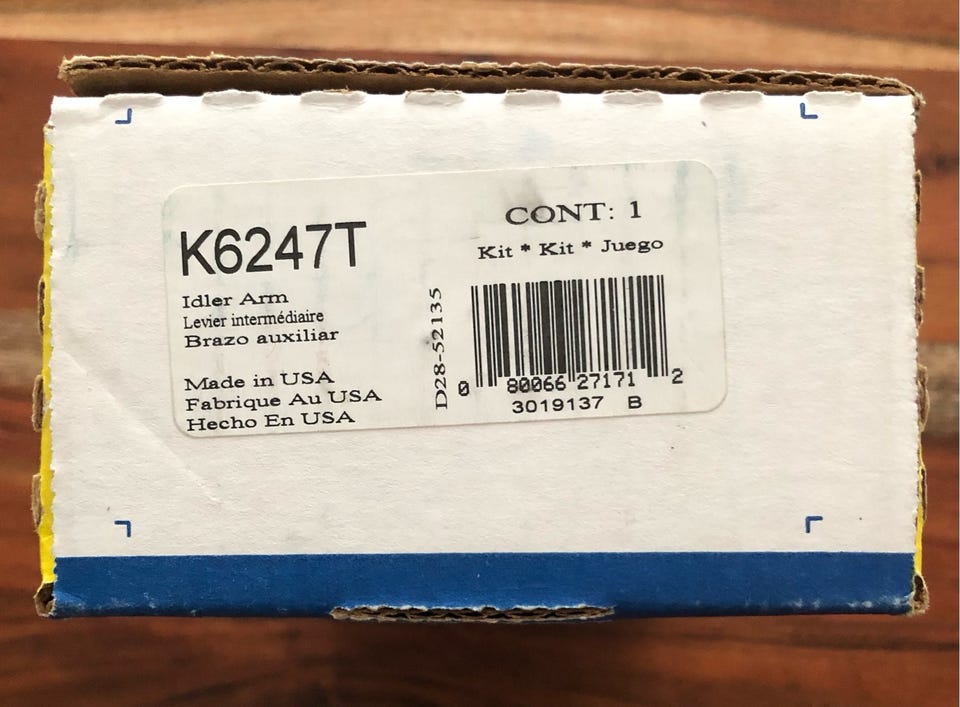 K6247T
Idler Arm
Levier intermédiaire
Brazo auxiliar
Made in USA
Fabrique Au USA
Hecho En USA
D28-52135
CONT: 1
Kit * Kit * Juego
0 80066 27171 2
3019137 B